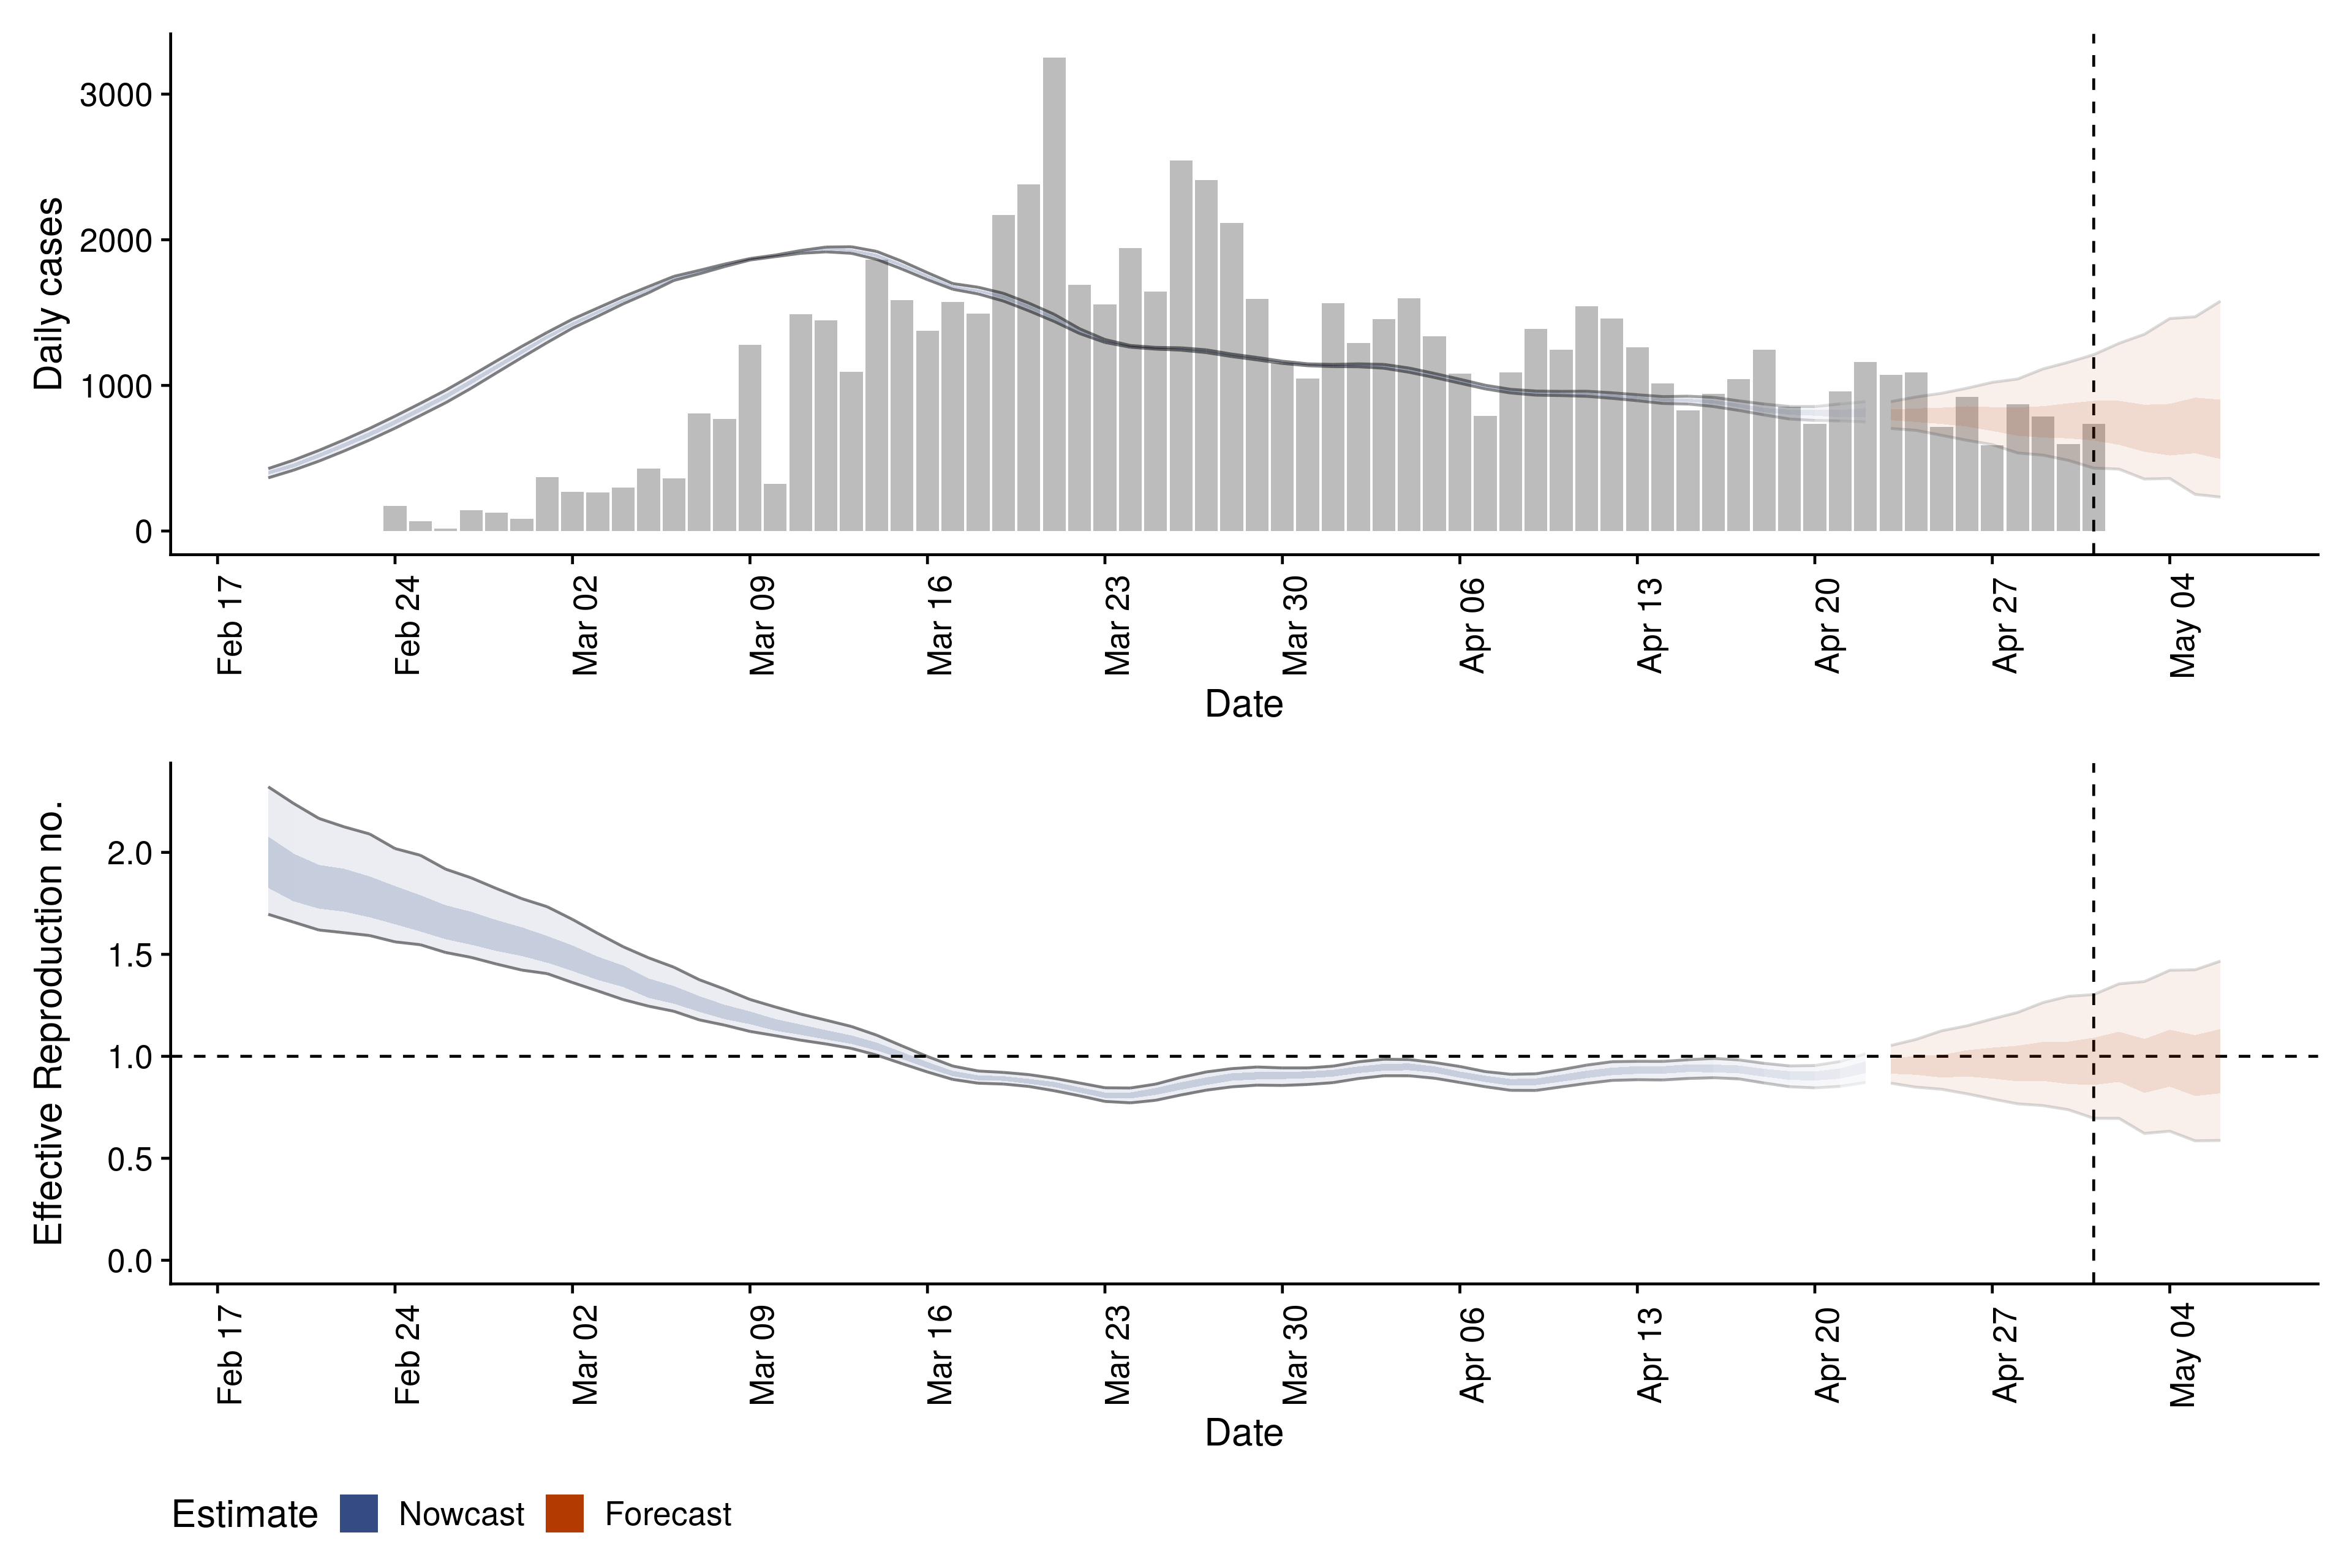 Daily cases
3000
2000
1000
0
Feb 17
Feb 24
Mar 02
Mar 09
Mar 16
Mar 23
Mar 30
Apr 06
Apr 13
Apr 20
Apr 27
May 04
Date
Effective Reproduction no.
2.0
1.5
1.0
0.5
0.0
Feb 17
Feb 24
Mar 02
Mar 09
Mar 16
Mar 23
Mar 30
Apr 06
Apr 13
Apr 20
Apr 27
May 04
Date
Estimate Nowcast Forecast